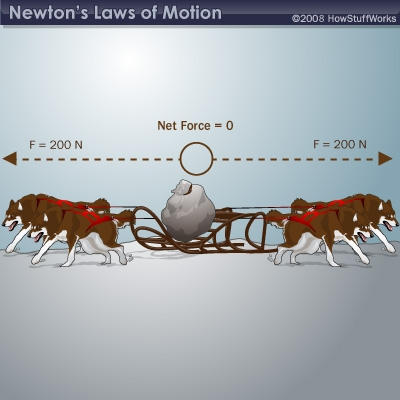 Newton's Laws of Motion
©2008 HowStuffWorks
Net Force = 0
F = 200 N
F = 200 N